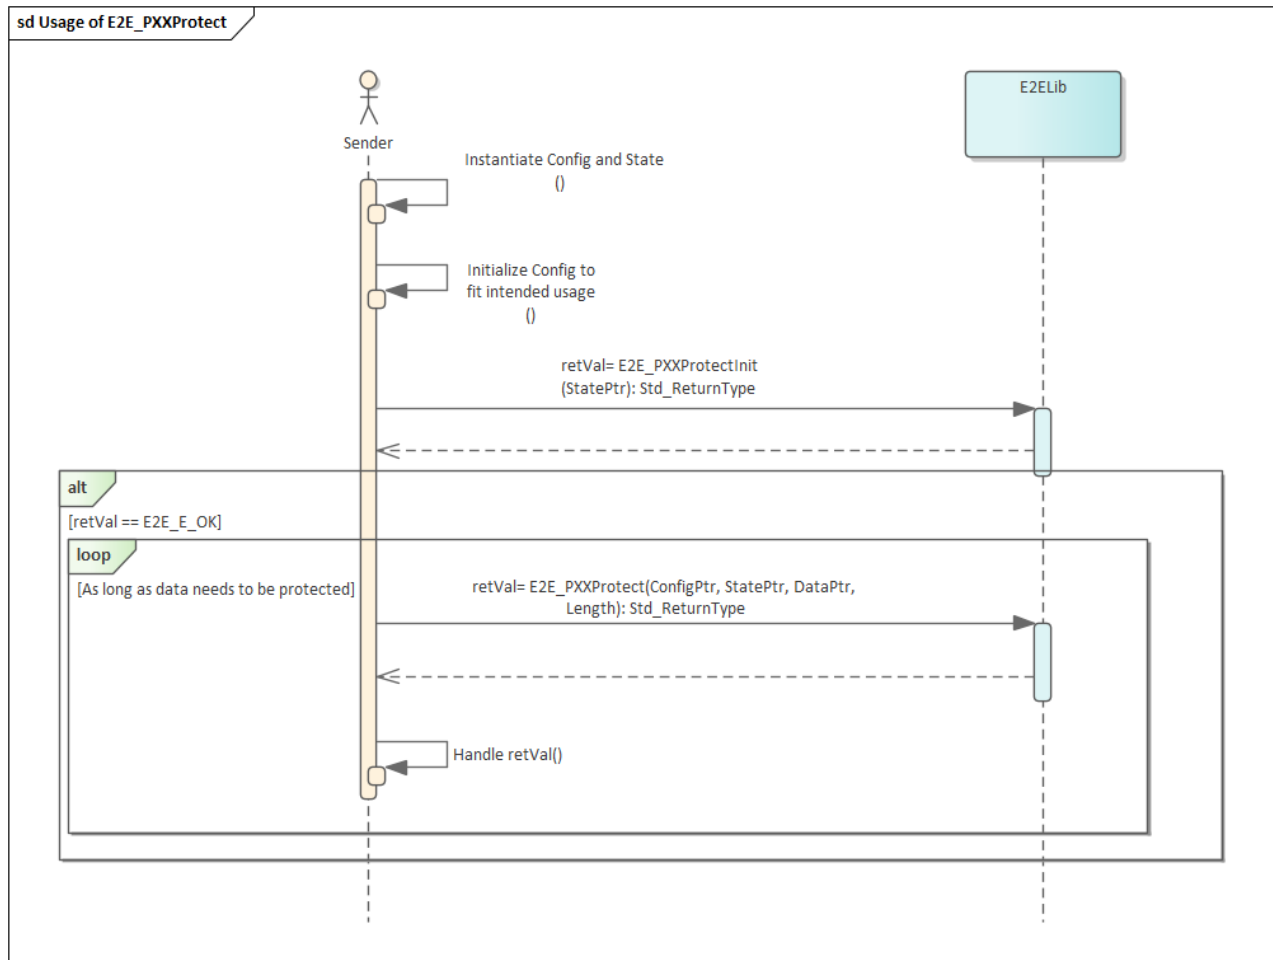 sd Usage of E2E_PXXProtect
E2ELib
Sender
Instantiate Config and State
()
Initialize Config to
fit intended usage
()
retVal= E2E_PXXProtectInit
(StatePtr): Std_ReturnType
alt
[retVal == E2E_E_OK]
loop
[As long as data needs to be protected]
retVal= E2E_PXXProtect(ConfigPtr, StatePtr, DataPtr,
Length): Std_ReturnType
Handle retVal()